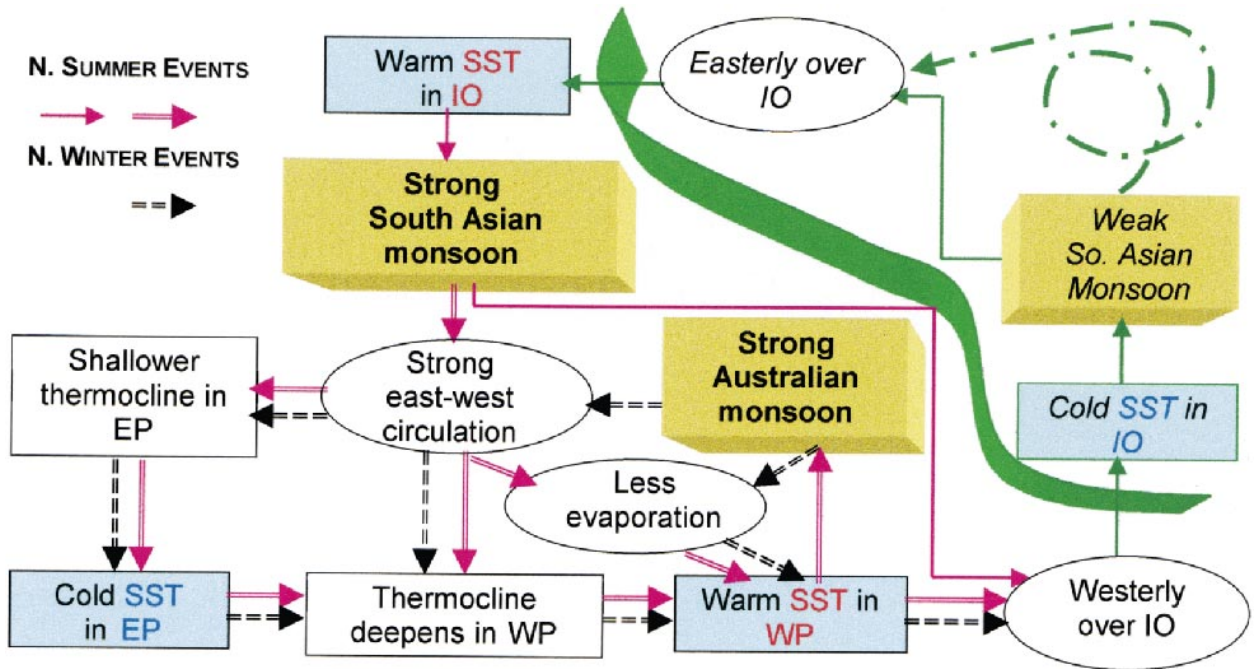 N. SUMMER EVENTS
N. WINTER EVENTS
Warm SST
in IO
Easterly over
IO
Strong
South Asian
monsoon
Weak
So. Asian
Monsoon
Shallower
thermocline in
EP
Strong
east-west
circulation
Strong
Australian
monsoon
Cold SST in
IO
Less
evaporation
Cold SST
in EP
Thermocline
deepens in WP
Warm SST in
WP
Westerly
over IO